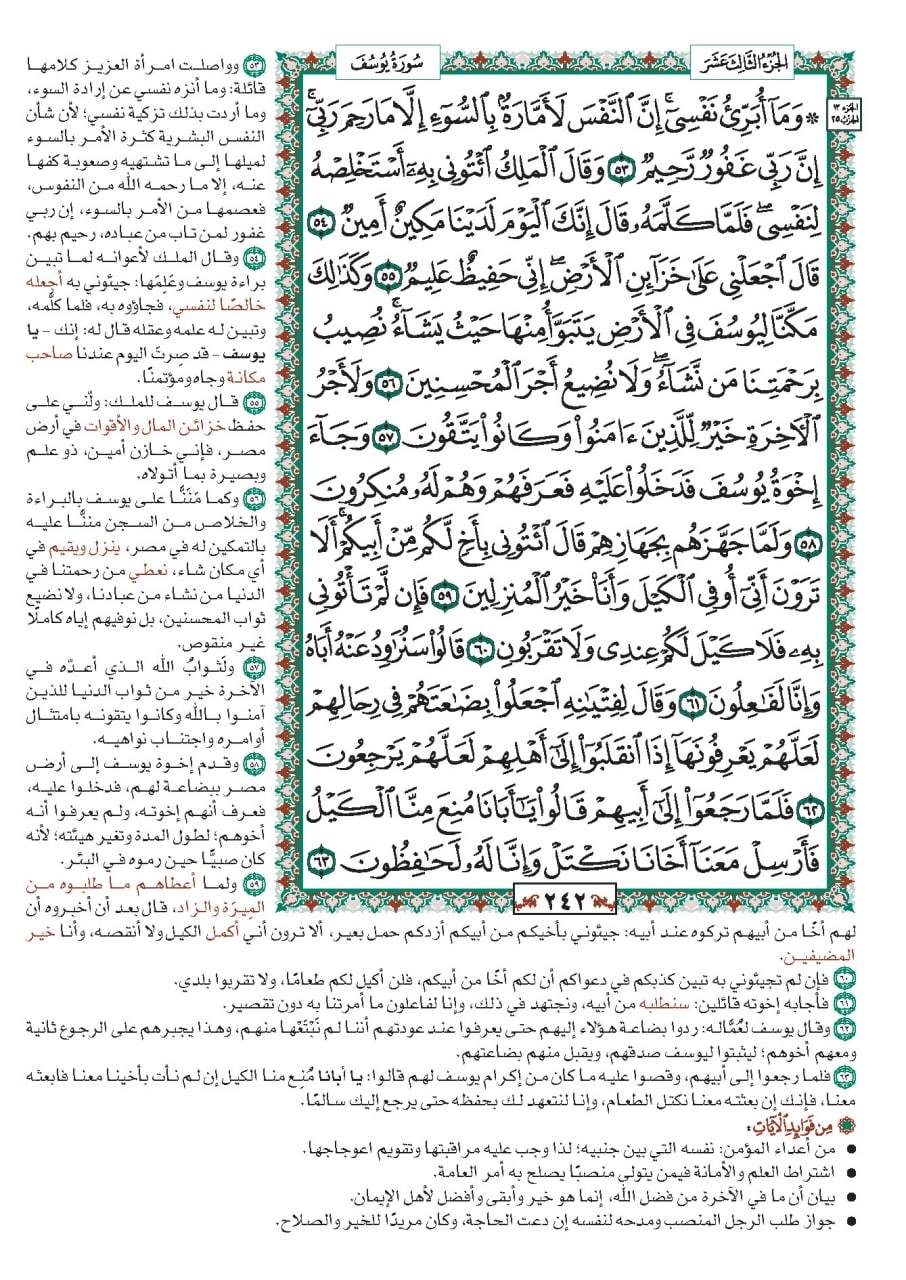 الجزء الثالث عشر
سورة يوسف
الجزء ١٣
الحزب ٢٥
۞ وَمَآ أُبَرِّئُ نَفْسِىٓۚ إِنَّ ٱلنَّفْسَ لَأَمَّارَةُۢ بِٱلسُّوٓءِ إِلَّا مَا رَحِمَ رَبِّىٓۚ
إِنَّ رَبِّى غَفُورٌ رَّحِيمٌ ٥٣ وَقَالَ ٱلْمَلِكُ ٱئْتُونِى بِهِۦٓ أَسْتَخْلِصْهُ
لِنَفْسِىۖ فَلَمَّا كَلَّمَهُۥ قَالَ إِنَّكَ ٱلْيَوْمَ لَدَيْنَا مَكِينٌ أَمِينٌ ٥٤
قَالَ ٱجْعَلْنِى عَلَىٰ خَزَآئِنِ ٱلْأَرْضِۖ إِنِّى حَفِيظٌ عَلِيمٌ ٥٥ وَكَذَٰلِكَ
مَكَّنَّا لِيُوسُفَ فِى ٱلْأَرْضِ يَتَبَوَّأُ مِنْهَا حَيْثُ يَشَآءُۚ نُصِيبُ
بِرَحْمَتِنَا مَن نَّشَآءُۖ وَلَا نُضِيعُ أَجْرَ ٱلْمُحْسِنِينَ ٥٦ وَلَأَجْرُ
ٱلْأٓخِرَةِ خَيْرٌ لِّلَّذِينَ ءَامَنُوا۟ وَكَانُوا۟ يَتَّقُونَ ٥٧ وَجَآءَ
إِخْوَةُ يُوسُفَ فَدَخَلُوا۟ عَلَيْهِ فَعَرَفَهُمْ وَهُمْ لَهُۥ مُنكِرُونَ
٥٨ وَلَمَّا جَهَّزَهُم بِجَهَازِهِمْ قَالَ ٱئْتُونِى بِأَخٍ لَّكُم مِّنْ أَبِيكُمْۚ أَلَا
تَرَوْنَ أَنِّىٓ أُوفِى ٱلْكَيْلَ وَأَنَا۠ خَيْرُ ٱلْمُنزِلِينَ ٥٩ فَإِن لَّمْ تَأْتُونِى
بِهِۦ فَلَا كَيْلَ لَكُمْ عِندِى وَلَا تَقْرَبُونِ ٦٠ قَالُوا۟ سَنُرَٰوِدُ عَنْهُ أَبَاهُ
وَإِنَّا لَفَٰعِلُونَ ٦١ وَقَالَ لِفِتْيَٰنِهِ ٱجْعَلُوا۟ بِضَٰعَتَهُمْ فِى رِحَالِهِمْ
لَعَلَّهُمْ يَعْرِفُونَهَآ إِذَا ٱنقَلَبُوٓا۟ إِلَىٰٓ أَهْلِهِمْ لَعَلَّهُمْ يَرْجِعُونَ
٦٢ فَلَمَّا رَجَعُوٓا۟ إِلَىٰٓ أَبِيهِمْ قَالُوا۟ يَٰٓأَبَانَا مُنِعَ مِنَّا ٱلْكَيْلُ
فَأَرْسِلْ مَعَنَآ أَخَانَا نَكْتَلْ وَإِنَّا لَهُۥ لَحَٰفِظُونَ ٦٣
٢٤٢
٥٣ وواصلت امرأة العزيز كلامها
قائلة: وما أنزه نفسي عن إرادة السوء،
وما أردت بذلك تزكية نفسي؛ لأن شأن
النفس البشرية كثرة الأمر بالسوء
لميلها إلى ما تشتهيه وصعوبة كفها
عنه، إلا ما رحمه الله من النفوس،
فعصمها من الأمر بالسوء، إن ربي
غفور لمن تاب من عباده، رحيم بهم.
٥٤ وقال الملك لأعوانه لما تبين
براءة يوسف وعَلِمَها: جيئوني به أجعله
خالصًا لنفسي، فجاؤوه به، فلما كلَّمه،
وتبين له علمه وعقله قال له: إنك - يا
يوسف - قد صِرت اليوم عندنا صاحب
مكانة وجاه ومؤتمنًا.
٥٥ قال يوسف للملك: ولّني على
حفظ خزائن المال والأقوات في أرض
مصر، فإني خازن أمين، ذو علم
وبصيرة بما أتولاه.
٥٦ وكما مَنَنَّا على يوسف بالبراءة
والخلاص من السجن مننَّا عليه
بالتمكين له في مصر، ينزل ويقيم في
أي مكان شاء، نعطي من رحمتنا في
الدنيا من نشاء من عبادنا، ولا نضيع
ثواب المحسنين، بل نوفيهم إياه كاملًا
غير منقوص.
٥٧ ولثوابُ الله الذي أعدّه في
الآخرة خير من ثواب الدنيا للذين
آمنوا بالله وكانوا يتقونه بامتثال
أوامره واجتناب نواهيه.
٥٨ وقدم إخوة يوسف إلى أرض
مصر ببضاعة لهم، فدخلوا عليه،
فعرف أنهم إخوته، ولم يعرفوا أنه
أخوهم؛ لطول المدة وتغير هيئته؛ لأنه
كان صبيًّا حين رموه في البئر.
٥٩ ولما أعطاهم ما طلبوه من
المِيرَة والزاد، قال بعد أن أخبروه أن
لهم أخًا من أبيهم تركوه عند أبيه: جيئوني بأخيكم من أبيكم أزدكم حمل بعير، ألا ترون أني أكمل الكيل ولا أنقصه، وأنا خير
المضيفين.
٦٠ فإن لم تجيئوني به تبين كذبكم في دعواكم أن لكم أخًا من أبيكم، فلن أكيل لكم طعامًا، ولا تقربوا بلدي.
٦١ فأجابه إخوته قائلين: سنطلبه من أبيه، ونجتهد في ذلك، وإنا لفاعلون ما أمرتنا به دون تقصير.
٦٢ وقال يوسف لعُمَّاله: ردوا بضاعة هؤلاء إليهم حتى يعرفوا عند عودتهم أننا لم نَبْتَعْها منهم، وهذا يجبرهم على الرجوع ثانية
ومعهم أخوهم؛ ليثبتوا ليوسف صدقهم، ويقبل منهم بضاعتهم.
٦٣ فلما رجعوا إلى أبيهم، وقصوا عليه ما كان من إكرام يوسف لهم قالوا: يا أبانا مُنِع منا الكيل إن لم نأت بأخينا معنا فابعثه
معنا، فإنك إن بعثته معنا نكتل الطعام، وإنا لنتعهد لك بحفظه حتى يرجع إليك سالمًا.
من فوائد الآيات:
● من أعداء المؤمن: نفسه التي بين جنبيه؛ لذا وجب عليه مراقبتها وتقويم اعوجاجها.
● اشتراط العلم والأمانة فيمن يتولى منصبًا يصلح به أمر العامة.
● بيان أن ما في الآخرة من فضل الله، إنما هو خير وأبقى وأفضل لأهل الإيمان.
● جواز طلب الرجل المنصب ومدحه لنفسه إن دعت الحاجة، وكان مريدًا للخير والصلاح.